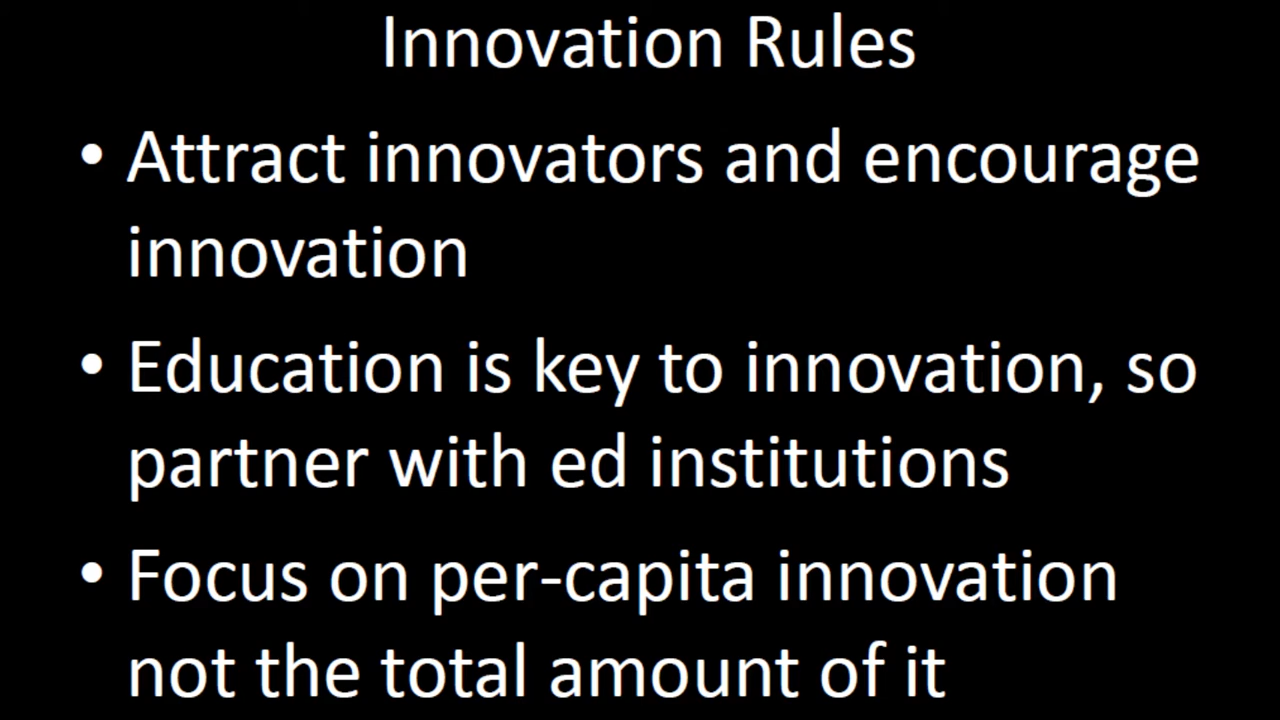 Innovation Rules
• Attract innovators and encourage
innovation
• Education is key to innovation, so
partner with ed institutions
• Focus on per-capita innovation
not the total amount of it